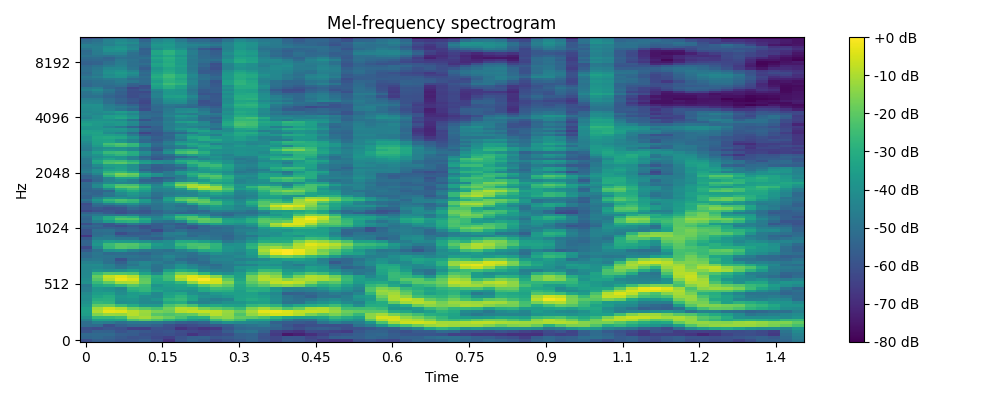 Mel-frequency spectrogram
Hz
8192
4096
2048
1024
512
0
0 0.15 0.3 0.45 0.6 0.75 0.9 1.1 1.2 1.4
Time
+0 dB
-10 dB
-20 dB
-30 dB
-40 dB
-50 dB
-60 dB
-70 dB
-80 dB